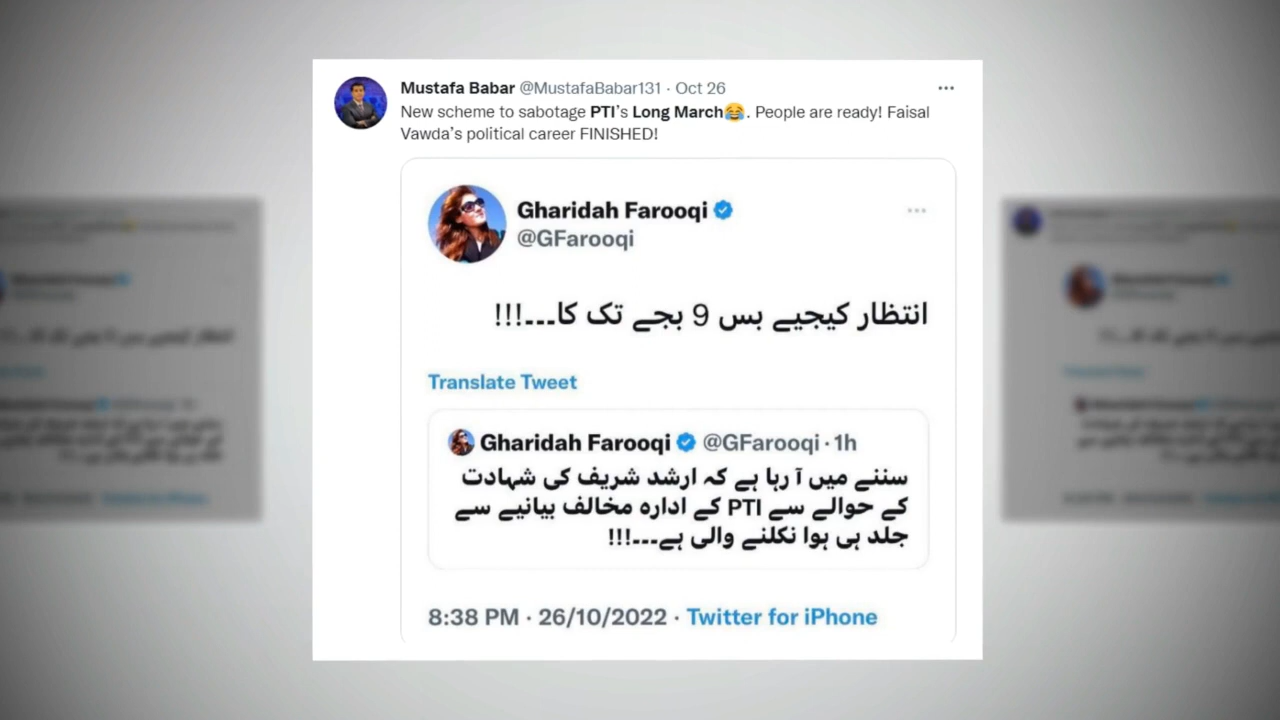 Mustafa Babar @MustafaBabar131 · Oct 26
New scheme to sabotage PTI's Long March😂. People are ready! Faisal
Vawda's political career FINISHED!
Gharidah Farooqi
@GFarooqi
انتظار کیجیے بس 9 بجے تک کا۔۔۔!!!
Translate Tweet
Gharidah Farooqi @GFarooqi · 1h
سننے میں آ رہا ہے کہ ارشد شریف کی شہادت
کے حوالے سے PTI کے ادارہ مخالف بیانیے سے
جلد ہی ہوا نکلنے والی ہے۔۔۔!!!
8:38 PM · 26/10/2022 · Twitter for iPhone